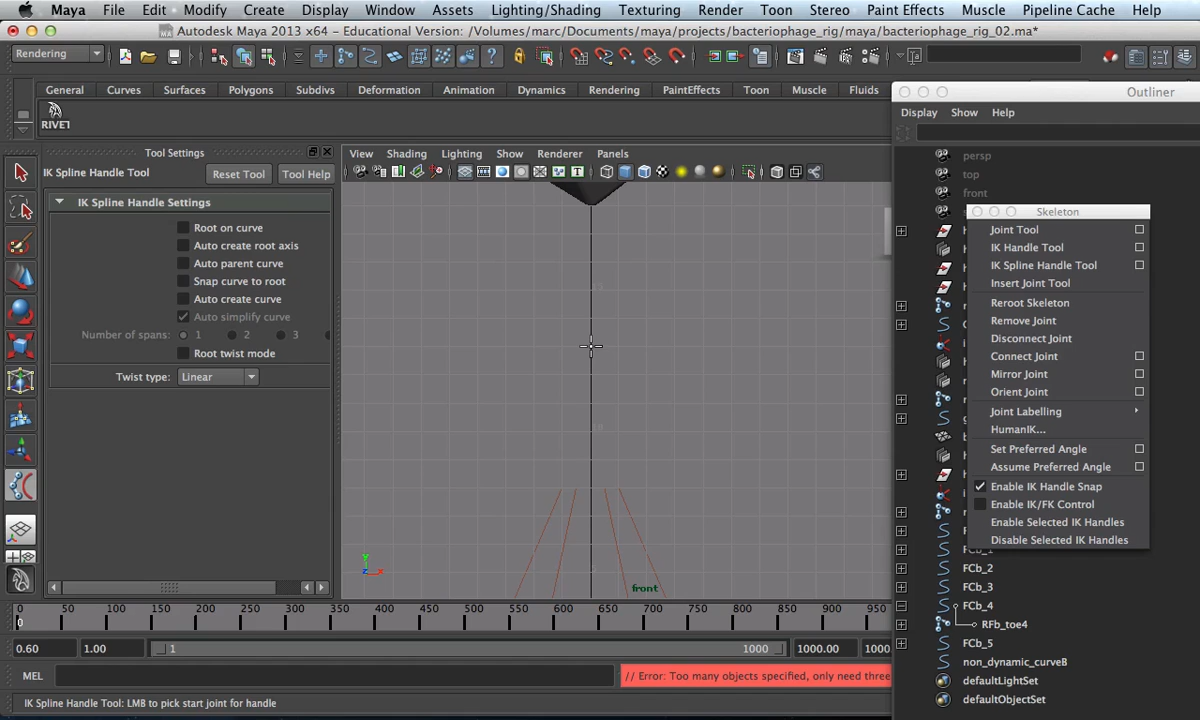 Maya File Edit Modify Create Display Window Assets Lighting/Shading Texturing Render Toon Stereo Paint Effects Muscle Pipeline Cache Help
Autodesk Maya 2013 x64 - Educational Version: /Volumes/marc/Documents/maya/projects/bacteriophage_rig/maya/bacteriophage_rig_02.ma*
Rendering
General Curves Surfaces Polygons Subdivs Deformation Animation Dynamics Rendering PaintEffects Toon Muscle Fluids
RIVET
Outliner
Display Show Help
Tool Settings
IK Spline Handle Tool Reset Tool Tool Help
IK Spline Handle Settings
Root on curve
Auto create root axis
Auto parent curve
Snap curve to root
Auto create curve
Auto simplify curve
Number of spans: 1 2 3
Root twist mode
Twist type: Linear
View Shading Lighting Show Renderer Panels
Y
front
persp
top
front
Skeleton
Joint Tool
IK Handle Tool
IK Spline Handle Tool
Insert Joint Tool
Reroot Skeleton
Remove Joint
Disconnect Joint
Connect Joint
Mirror Joint
Orient Joint
Joint Labelling
HumanIK...
Set Preferred Angle
Assume Preferred Angle
Enable IK Handle Snap
Enable IK/FK Control
Enable Selected IK Handles
Disable Selected IK Handles
FCb_1
FCb_2
FCb_3
FCb_4
RFb_toe4
FCb_5
non_dynamic_curveB
defaultLightSet
defaultObjectSet
0 50 100 150 200 250 300 350 400 450 500 550 600 650 700 750 800 850 900 950
0
0.60 1.00 1 1000 1000.00 1000.
MEL // Error: Too many objects specified, only need three
IK Spline Handle Tool: LMB to pick start joint for handle